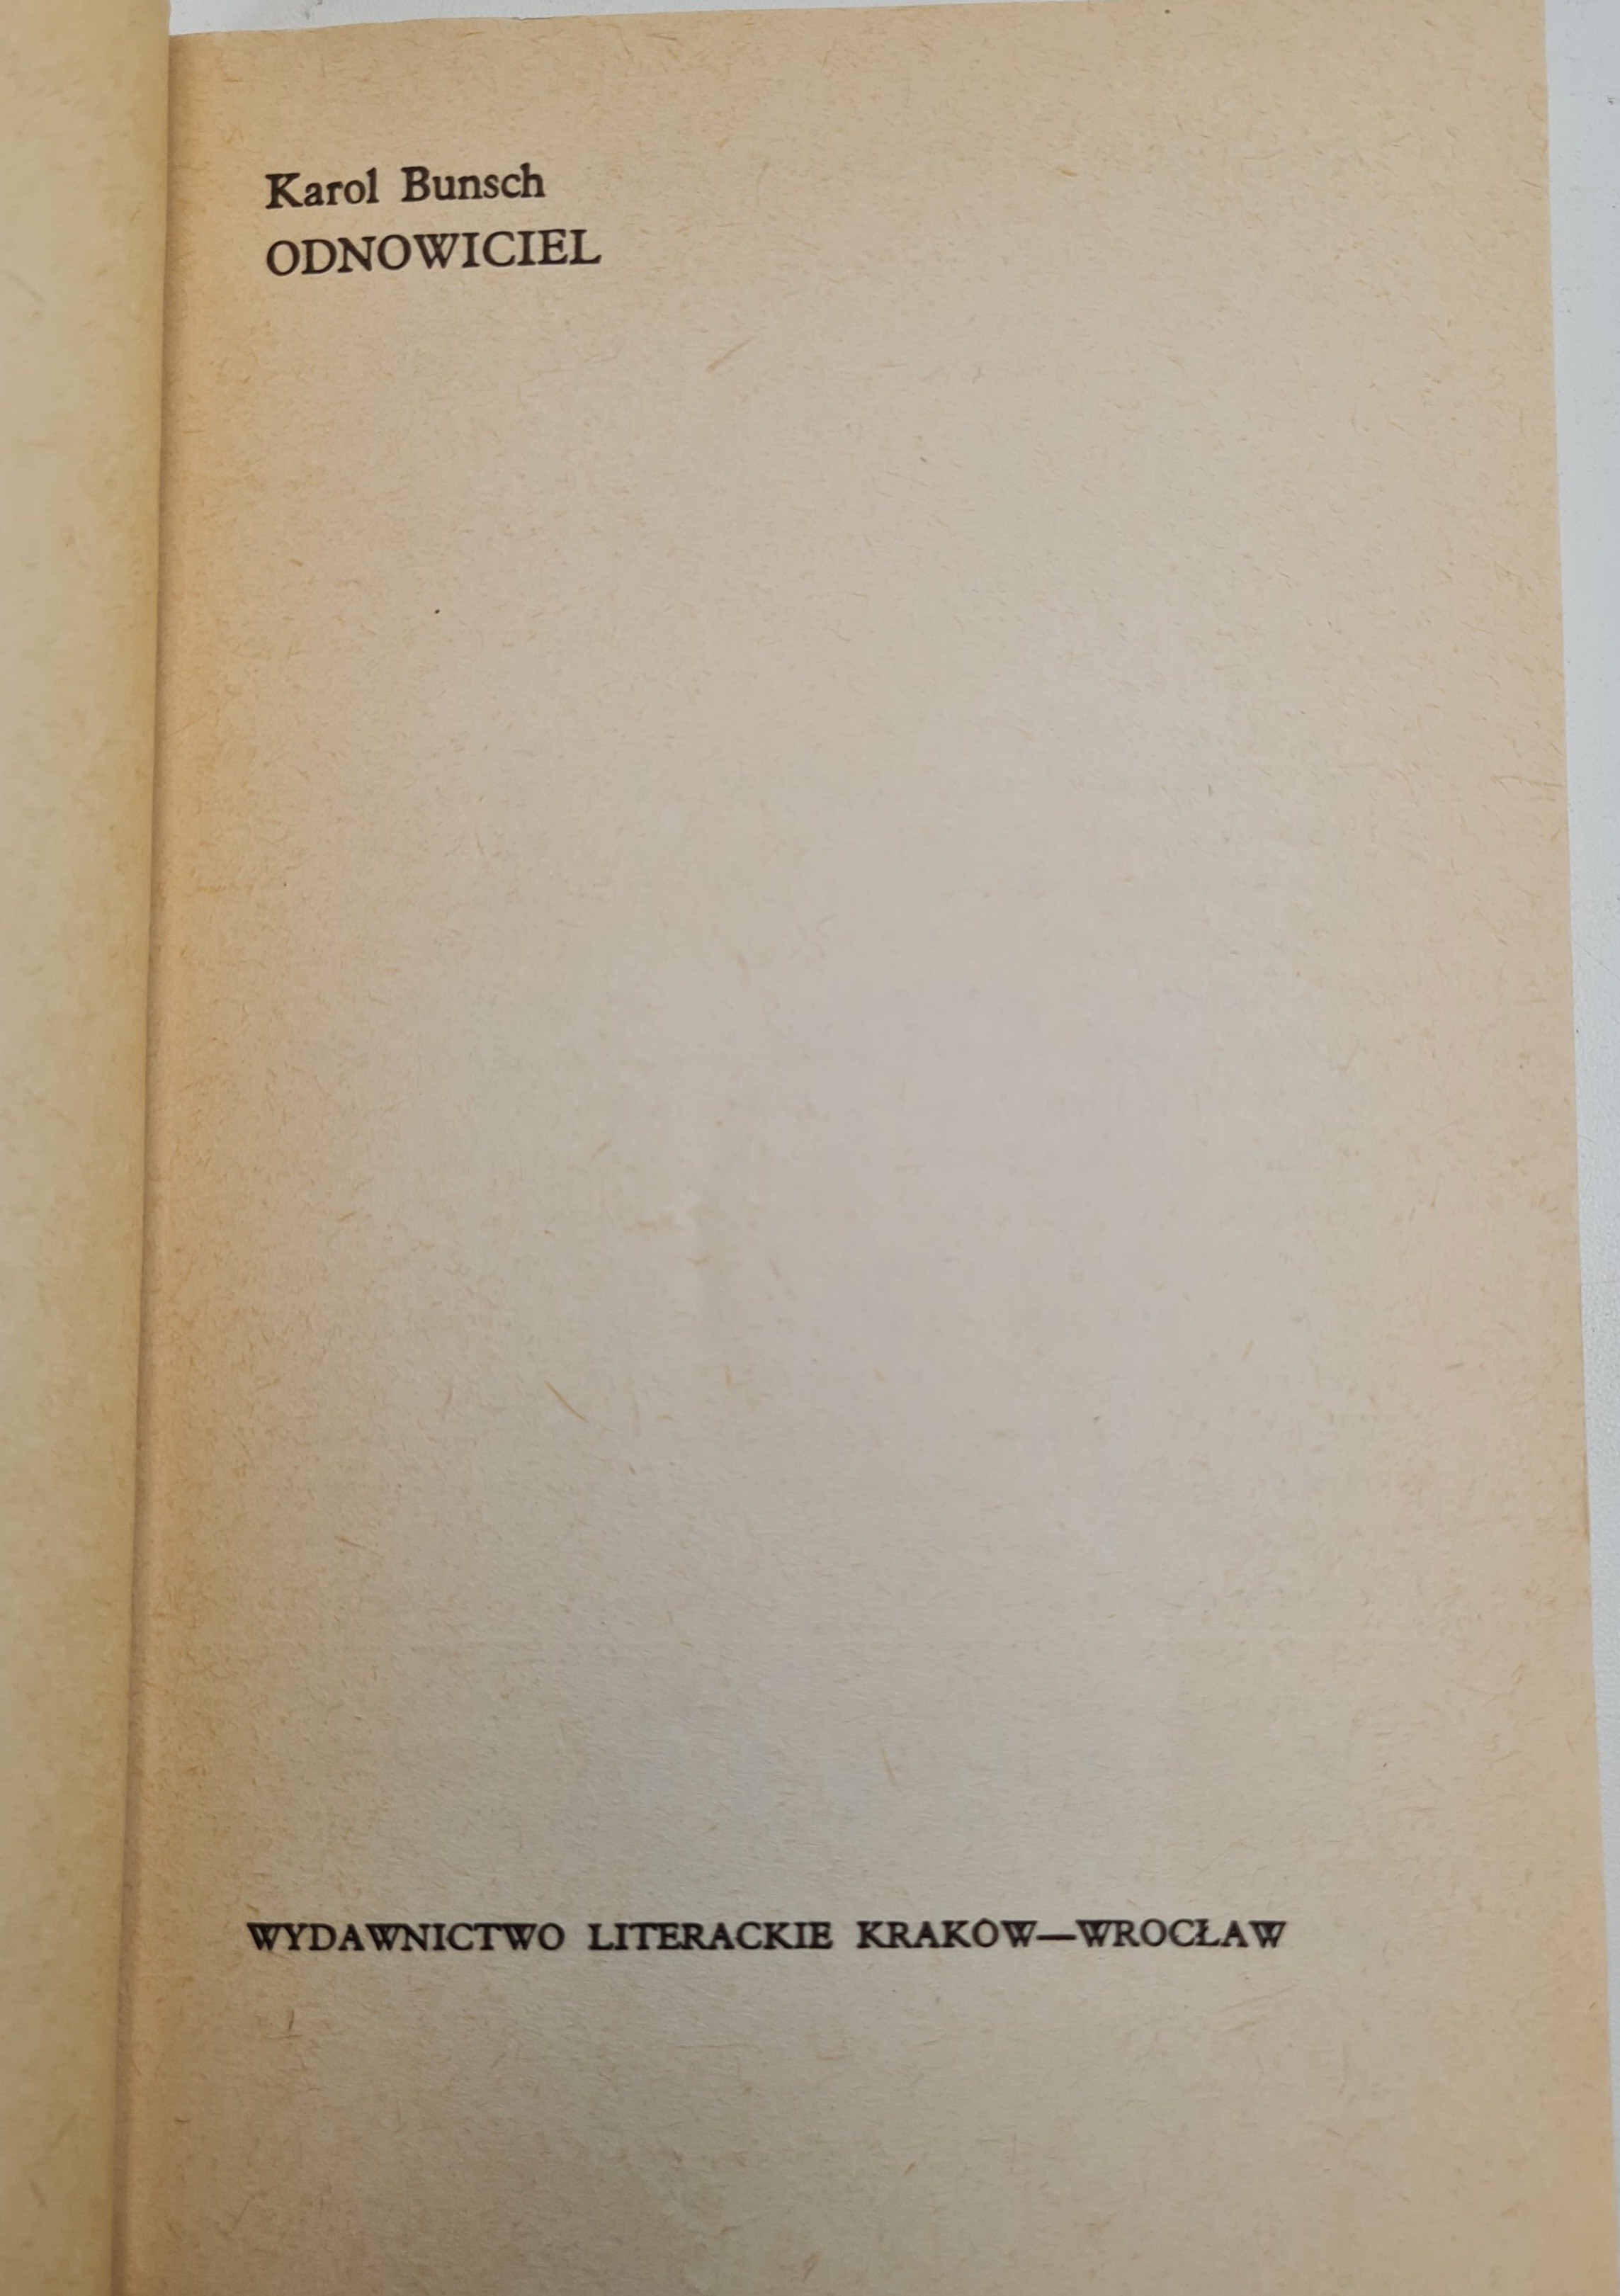 Karol Bunsch
ODNOWICIEL
WYDAWNICTWO LITERACKIE KRAKÓW—WROCŁAW